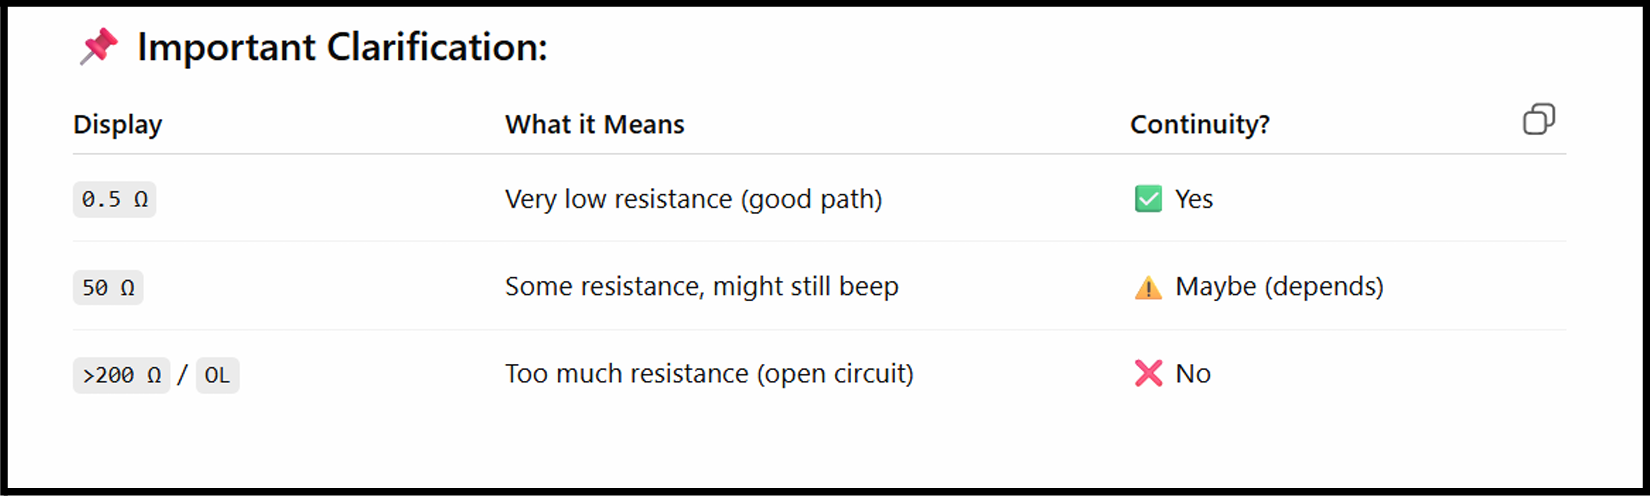 📌 Important Clarification:
Display What it Means Continuity?
0.5 Ω Very low resistance (good path) ✅ Yes
50 Ω Some resistance, might still beep ⚠️ Maybe (depends)
>200 Ω / OL Too much resistance (open circuit) ❌ No